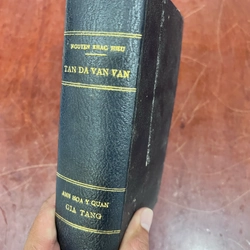 NGUYEN KHAC HIEU
TAN DA VAN VAN
ANH HOA Y QUAN
GIA TANG